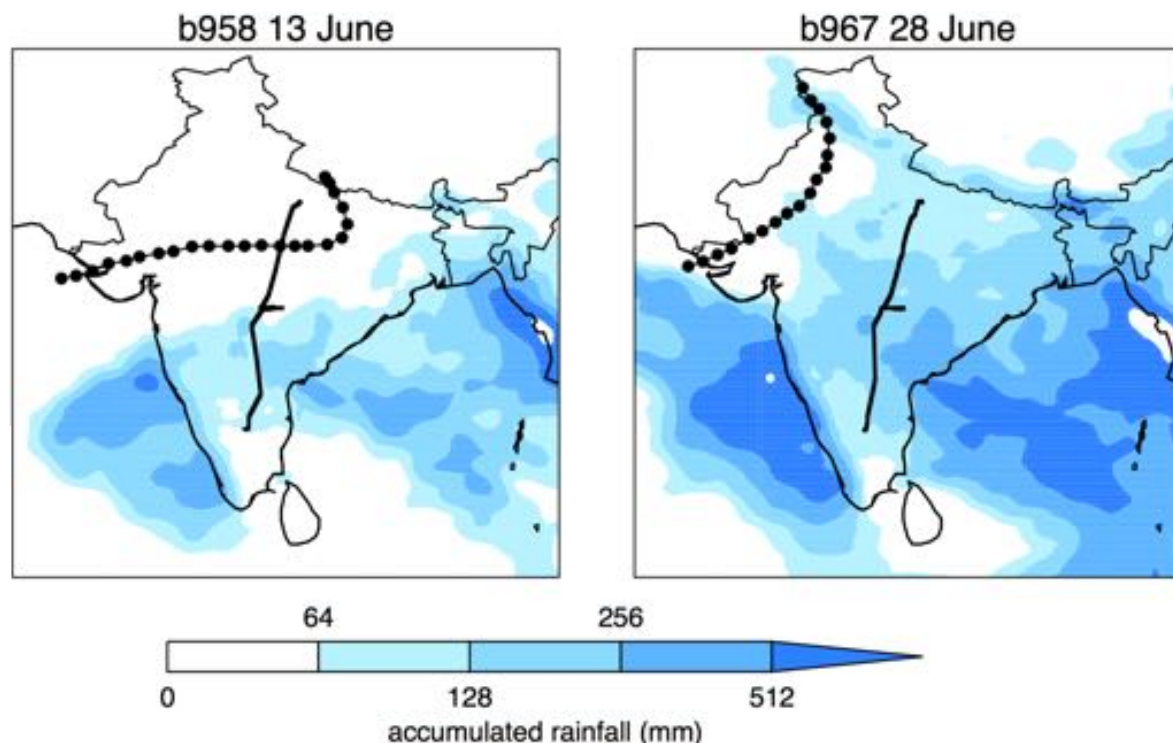 b958 13 June
b967 28 June
64 256
0 128 512
accumulated rainfall (mm)